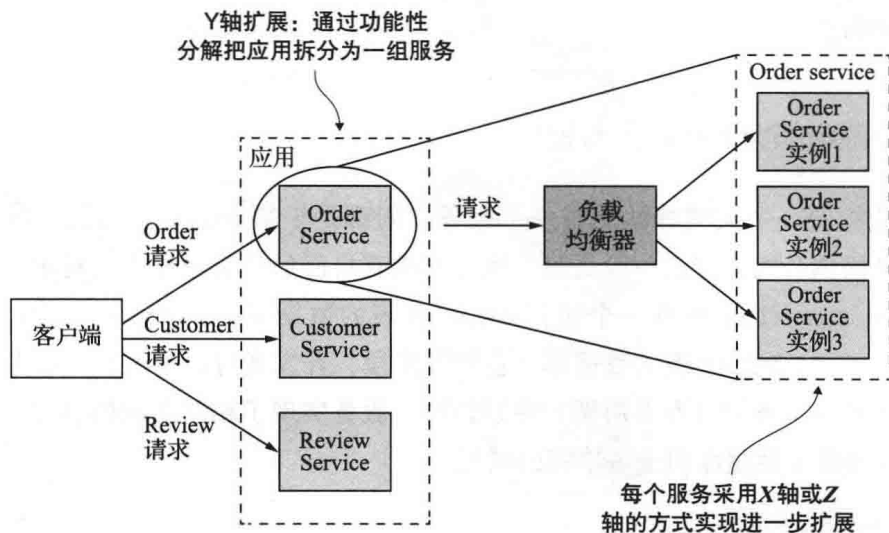 Y轴扩展：通过功能性
分解把应用拆分为一组服务
Order service
Order
Service
实例1
应用
Order
Service
请求
负载
均衡器
Order
Service
实例2
Order
请求
Order
Service
实例3
客户端
Customer
请求
Customer
Service
Review
请求
Review
Service
每个服务采用X轴或Z
轴的方式实现进一步扩展